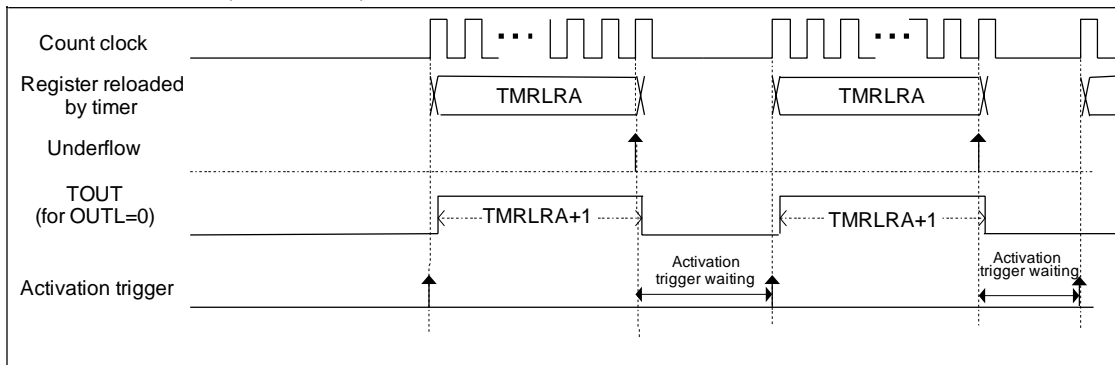 Count clock
Register reloaded
by timer
TMRLRA
TMRLRA
Underflow
TOUT
(for OUTL=0)
TMRLRA+1
TMRLRA+1
Activation trigger
Activation
trigger waiting
Activation
trigger waiting